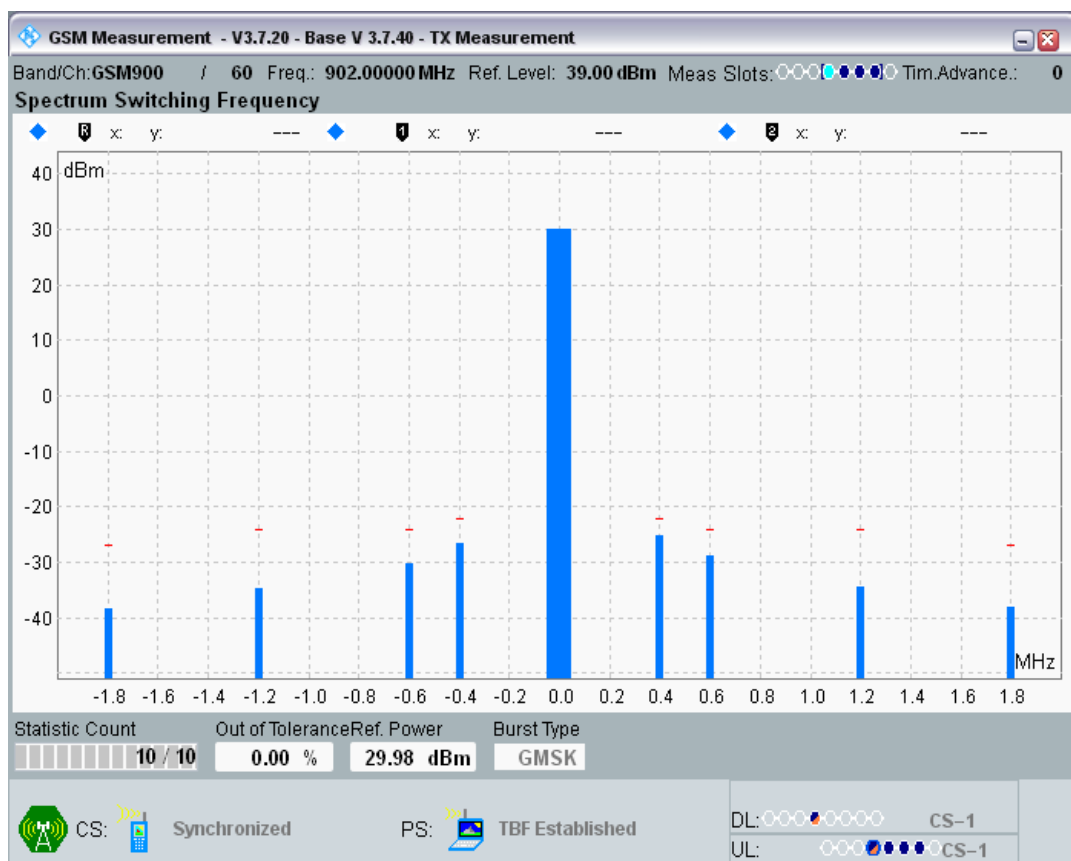 GSM Measurement - V3.7.20 - Base V 3.7.40 - TX Measurement
Band/Ch:GSM900 / 60 Freq.: 902.00000 MHz Ref. Level: 39.00 dBm Meas Slots: Tim.Advance.: 0
Spectrum Switching Frequency
R x: y: --- 1 x: y: --- 2 x: y: ---
40 dBm
30
20
10
0
-10
-20
-30
-40
MHz
-1.8 -1.6 -1.4 -1.2 -1.0 -0.8 -0.6 -0.4 -0.2 0.0 0.2 0.4 0.6 0.8 1.0 1.2 1.4 1.6 1.8
Statistic Count Out of Tolerance Ref. Power Burst Type
10 / 10 0.00 % 29.98 dBm GMSK
CS: Synchronized PS: TBF Established
DL: CS-1
UL: CS-1